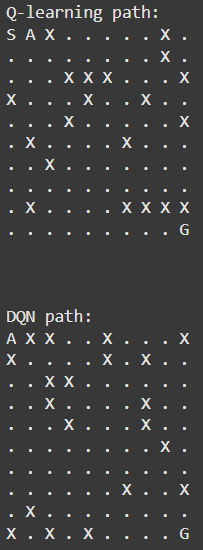 Q-learning path:
S A X . . . . . X .
. . . . . . . . X .
. . . X X X . . . X
X . . . X . . X . .
. . . X . . . . . X
. X . . . . X . . .
. . X . . . . . . .
. . . . . . . . . .
. X . . . . X X X X
. . . . . . . . . G
DQN path:
A X X . . X . . . X
X . . . . X . X . .
. . X X . . . . . .
. . X . . . . X . .
. . . X . . . X . .
. . . . . . . . X .
. . . . . . . . . .
. . . . . . X . . X
. X . . . . . . . .
X . X . X . . . . G